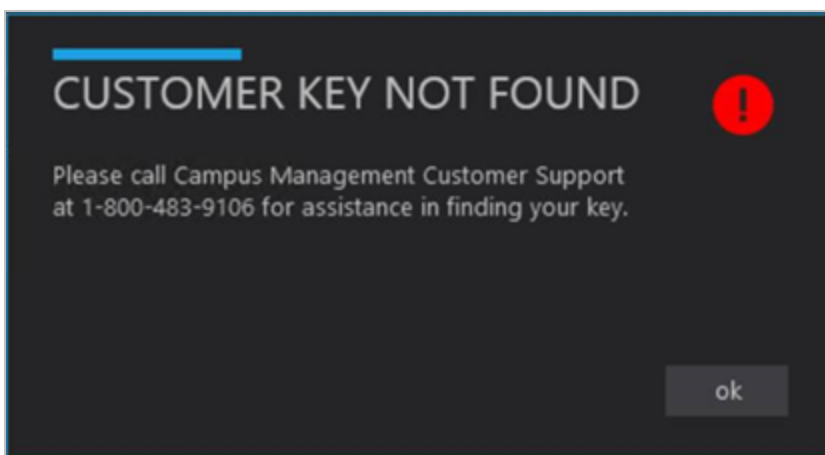 CUSTOMER KEY NOT FOUND
Please call Campus Management Customer Support
at 1-800-483-9106 for assistance in finding your key.
ok